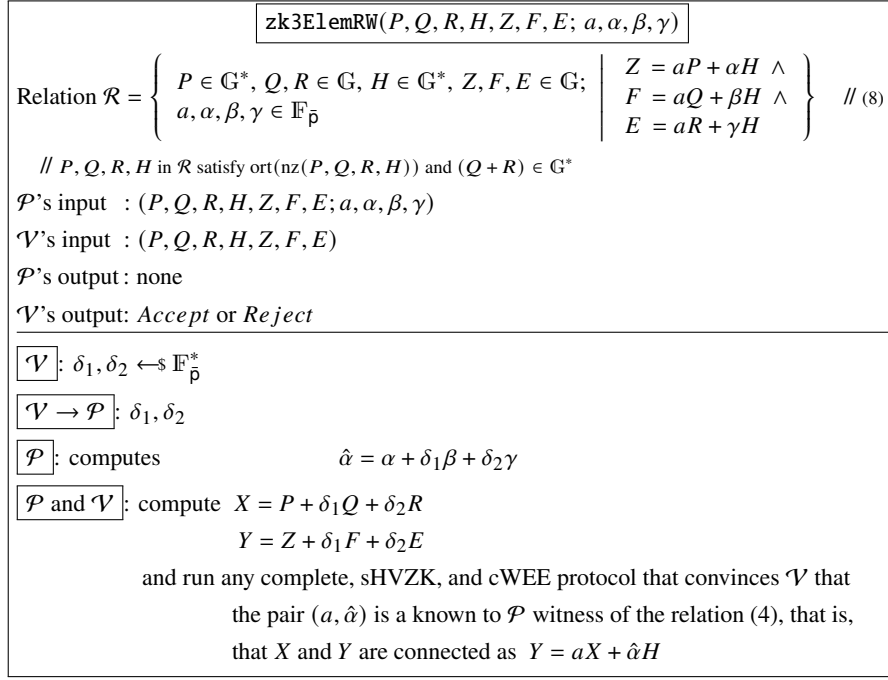 zk3ElemRW(P, Q, R, H, Z, F, E; a, α, β, γ)
Relation R = { P ∈ 𝔾*, Q, R ∈ 𝔾, H ∈ 𝔾*, Z, F, E ∈ 𝔾; a, α, β, γ ∈ 𝔽_p̄ | Z = aP + αH ∧ F = aQ + βH ∧ E = aR + γH } // (8)
// P, Q, R, H in R satisfy ort(nz(P, Q, R, H)) and (Q + R) ∈ 𝔾*
𝒫's input : (P, Q, R, H, Z, F, E; a, α, β, γ)
𝒱's input : (P, Q, R, H, Z, F, E)
𝒫's output : none
𝒱's output: Accept or Reject
𝒱 : δ₁, δ₂ ←$ 𝔽*_p̄
𝒱 → 𝒫 : δ₁, δ₂
𝒫 : computes α̂ = α + δ₁β + δ₂γ
𝒫 and 𝒱 : compute X = P + δ₁Q + δ₂R
Y = Z + δ₁F + δ₂E
and run any complete, sHVZK, and cWEE protocol that convinces 𝒱 that
the pair (a, α̂) is a known to 𝒫 witness of the relation (4), that is,
that X and Y are connected as Y = aX + α̂H